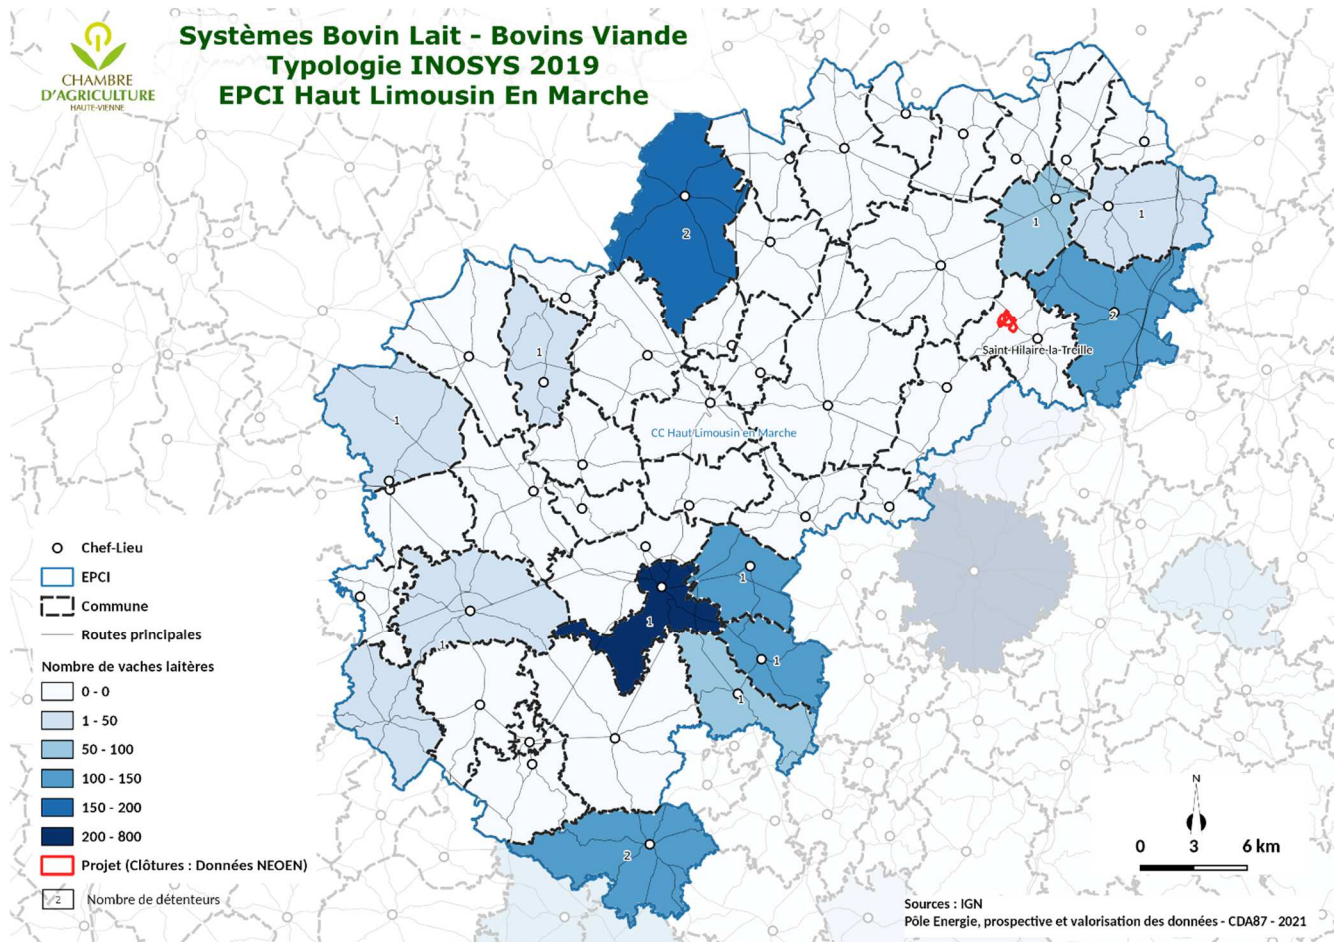 Systèmes Bovin Lait - Bovins Viande
Typologie INOSYS 2019
EPCI Haut Limousin En Marche
CHAMBRE
D'AGRICULTURE
HAUTE-VIENNE
2
1
1
2
Saint-Hilaire-la-Treille
1
1
CC Haut Limousin en Marche
1
1
1
1
1
2
Chef-Lieu
EPCI
Commune
Routes principales
Nombre de vaches laitères
0 - 0
1 - 50
50 - 100
100 - 150
150 - 200
200 - 800
Projet (Clôtures : Données NEOEN)
2 Nombre de détenteurs
N
0 3 6 km
Sources : IGN
Pôle Energie, prospective et valorisation des données - CDA87 - 2021